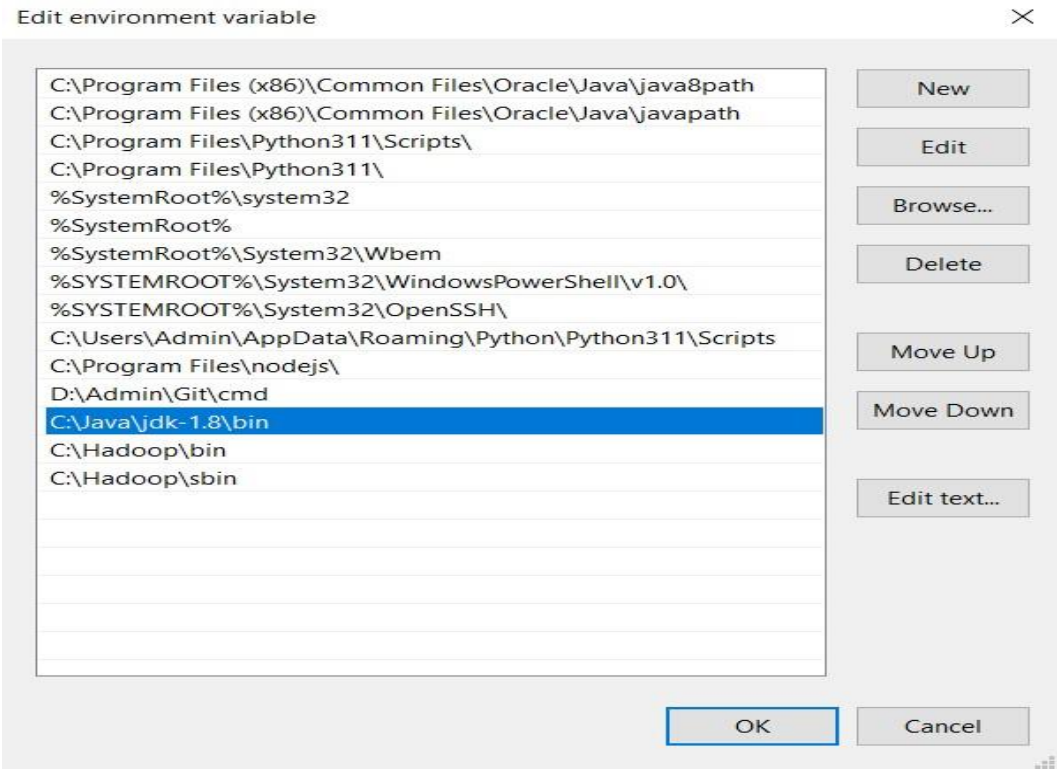 Edit environment variable
C:\Program Files (x86)\Common Files\Oracle\Java\java8path
C:\Program Files (x86)\Common Files\Oracle\Java\javapath
C:\Program Files\Python311\Scripts\
C:\Program Files\Python311\
%SystemRoot%\system32
%SystemRoot%
%SystemRoot%\System32\Wbem
%SYSTEMROOT%\System32\WindowsPowerShell\v1.0\
%SYSTEMROOT%\System32\OpenSSH\
C:\Users\Admin\AppData\Roaming\Python\Python311\Scripts
C:\Program Files\nodejs\
D:\Admin\Git\cmd
C:\Java\jdk-1.8\bin
C:\Hadoop\bin
C:\Hadoop\sbin
New
Edit
Browse...
Delete
Move Up
Move Down
Edit text...
OK
Cancel